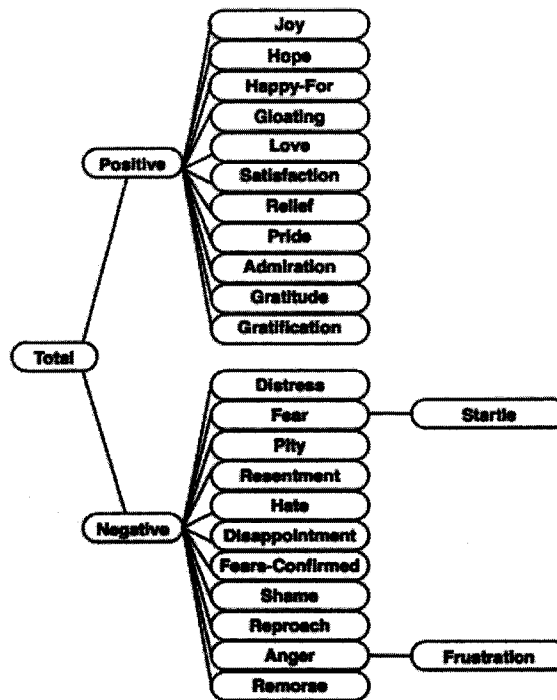 Joy
Hope
Happy-For
Gloating
Love
Positive
Satisfaction
Relief
Pride
Admiration
Gratitude
Gratification
Total
Distress
Fear
Startle
Pity
Resentment
Hate
Negative
Disappointment
Fears-Confirmed
Shame
Reproach
Anger
Frustration
Remorse